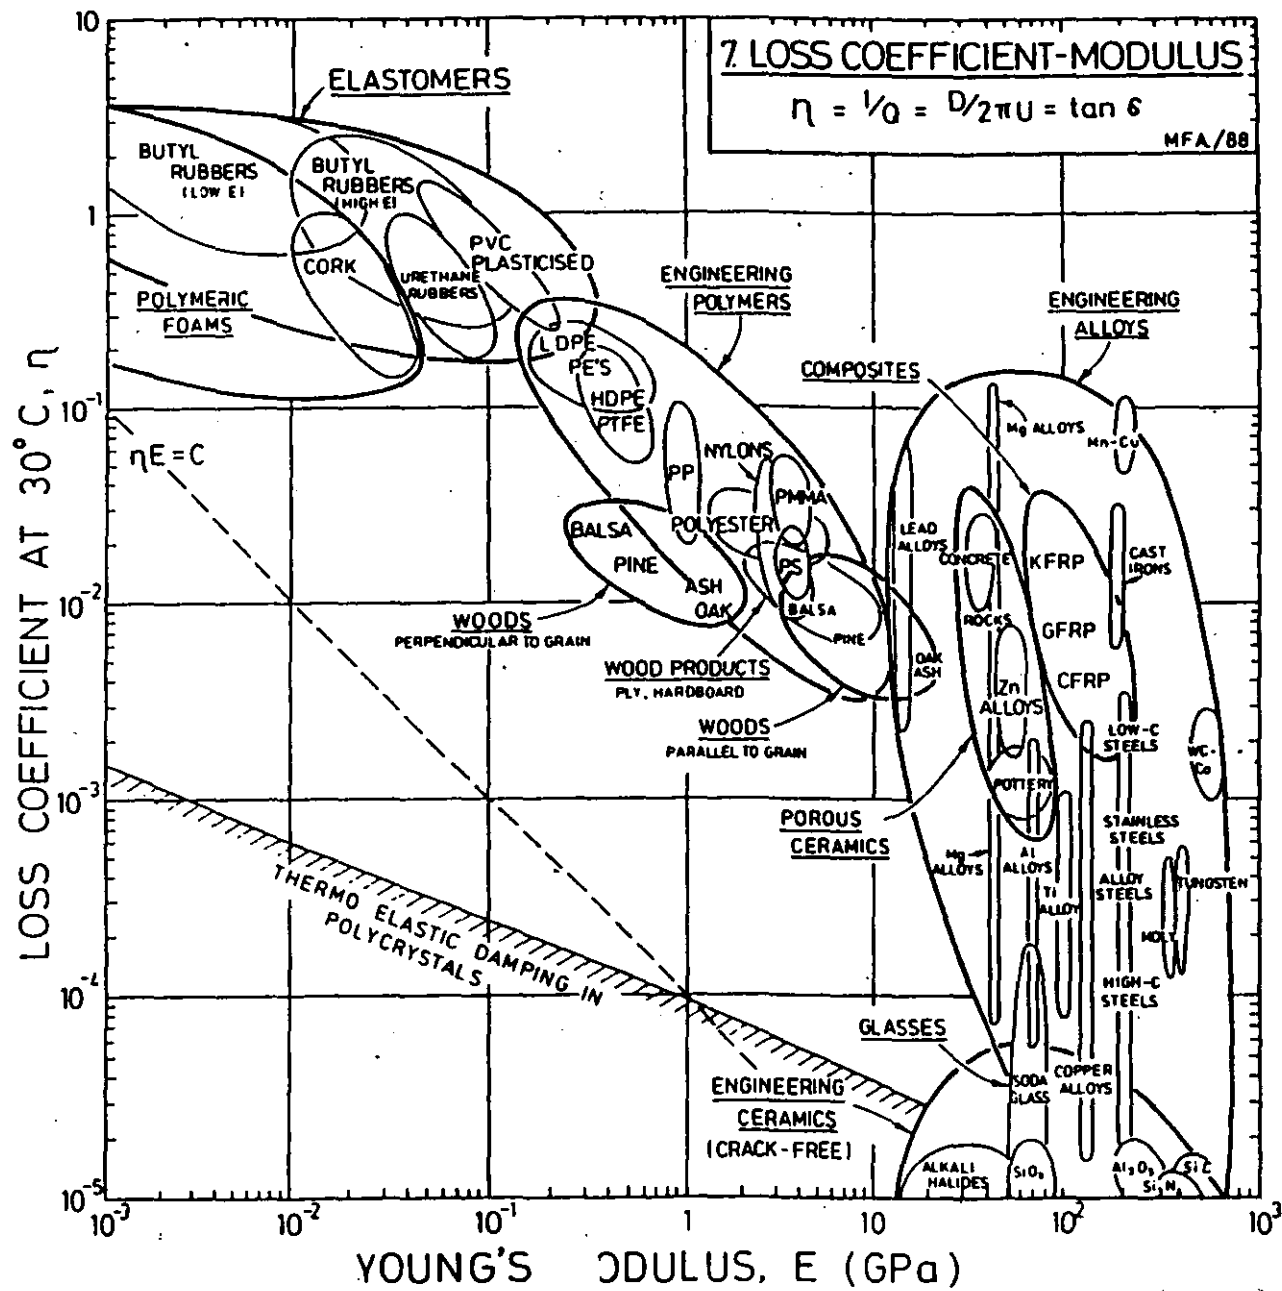 7. LOSS COEFFICIENT-MODULUS
η = 1/Q = D/2πU = tan δ
MFA/88
10
1
10⁻¹
10⁻²
10⁻³
10⁻⁴
10⁻⁵
LOSS COEFFICIENT AT 30°C, η
ELASTOMERS
BUTYL
RUBBERS
(LOW E)
BUTYL
RUBBERS
(HIGH E)
CORK
PVC
PLASTICISED
URETHANE
RUBBERS
POLYMERIC
FOAMS
ENGINEERING
POLYMERS
ENGINEERING
ALLOYS
COMPOSITES
LDPE
PE'S
HDPE
PTFE
ηE=C
PP
NYLONS
PMMA
POLYESTER
PS
Mg ALLOYS
Mn-Cu
LEAD
ALLOYS
CONCRETE
KFRP
CAST
IRONS
BALSA
PINE
ASH
OAK
WOODS
PERPENDICULAR TO GRAIN
BALSA
PINE
OAK
ASH
ROCKS
GFRP
CFRP
WOOD PRODUCTS
PLY, HARDBOARD
WOODS
PARALLEL TO GRAIN
Zn
ALLOYS
LOW-C
STEELS
WC-
Co
POTTERY
POROUS
CERAMICS
Mg
ALLOYS
Al
ALLOYS
Ti
ALLOY
STAINLESS
STEELS
ALLOY
STEELS
TUNGSTEN
MOLY
HIGH-C
STEELS
THERMO ELASTIC DAMPING IN
POLYCRYSTALS
GLASSES
SODA
GLASS
COPPER
ALLOYS
ENGINEERING
CERAMICS
(CRACK-FREE)
ALKALI
HALIDES
SiO₂
Al₂O₃
SiC
Si₃N
10⁻³
10⁻²
10⁻¹
1
10
10²
10³
YOUNG'S ODULUS, E (GPa)